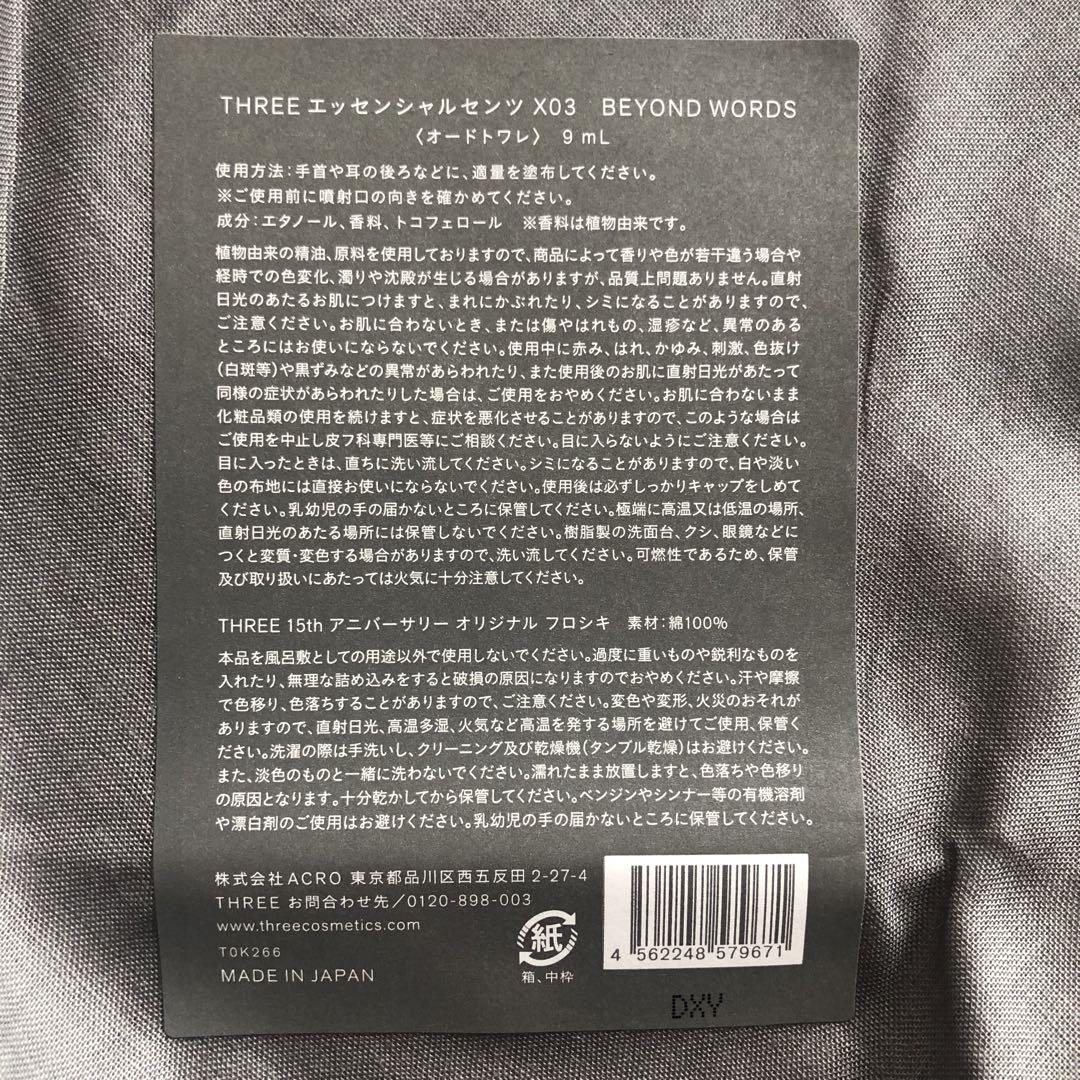 THREE エッセンシャルセンツ X03 BEYOND WORDS
〈オードトワレ〉 9 mL
使用方法:手首や耳の後ろなどに、適量を塗布してください。
※ご使用前に噴射口の向きを確かめてください。
成分:エタノール、香料、トコフェロール ※香料は植物由来です。
植物由来の精油、原料を使用しておりますので、商品によって香りや色が若干違う場合や
経時での色変化、濁りや沈殿が生じる場合がありますが、品質上問題ありません。直射
日光のあたるお肌につけますと、まれにかぶれたり、シミになることがありますので、
ご注意ください。お肌に合わないとき、または傷やはれもの、湿疹など、異常のある
ところにはお使いにならないでください。使用中に赤み、はれ、かゆみ、刺激、色抜け
(白斑等)や黒ずみなどの異常があらわれたり、また使用後のお肌に直射日光があたって
同様の症状があらわれたりした場合は、ご使用をおやめください。お肌に合わないまま
化粧品類の使用を続けますと、症状を悪化させることがありますので、このような場合は
ご使用を中止し皮フ科専門医等にご相談ください。目に入らないようにご注意ください。
目に入ったときは、直ちに洗い流してください。シミになることがありますので、白や淡い
色の布地には直接お使いにならないでください。使用後は必ずしっかりキャップをしめて
ください。乳幼児の手の届かないところに保管してください。極端に高温又は低温の場所、
直射日光のあたる場所には保管しないでください。樹脂製の洗面台、クシ、眼鏡などに
つくと変質・変色する場合がありますので、洗い流してください。可燃性であるため、保管
及び取り扱いにあたっては火気に十分注意してください。
THREE 15th アニバーサリー オリジナル フロシキ 素材:綿100%
本品を風呂敷としての用途以外で使用しないでください。過度に重いものや鋭利なものを
入れたり、無理な詰め込みをすると破損の原因になりますのでおやめください。汗や摩擦
で色移り、色落ちすることがありますので、ご注意ください。変色や変形、火災のおそれが
ありますので、直射日光、高温多湿、火気など高温を発する場所を避けてご使用、保管く
ださい。洗濯の際は手洗いし、クリーニング及び乾燥機(タンブル乾燥)はお避けください。
また、淡色のものと一緒に洗わないでください。濡れたまま放置しますと、色落ちや色移り
の原因となります。十分乾かしてから保管してください。ベンジンやシンナー等の有機溶剤
や漂白剤のご使用はお避けください。乳幼児の手の届かないところに保管してください。
株式会社ACRO 東京都品川区西五反田 2-27-4
THREE お問合わせ先/0120-898-003
www.threecosmetics.com
T0K266
MADE IN JAPAN
紙
箱、中枠
4 562248 579671
DXY